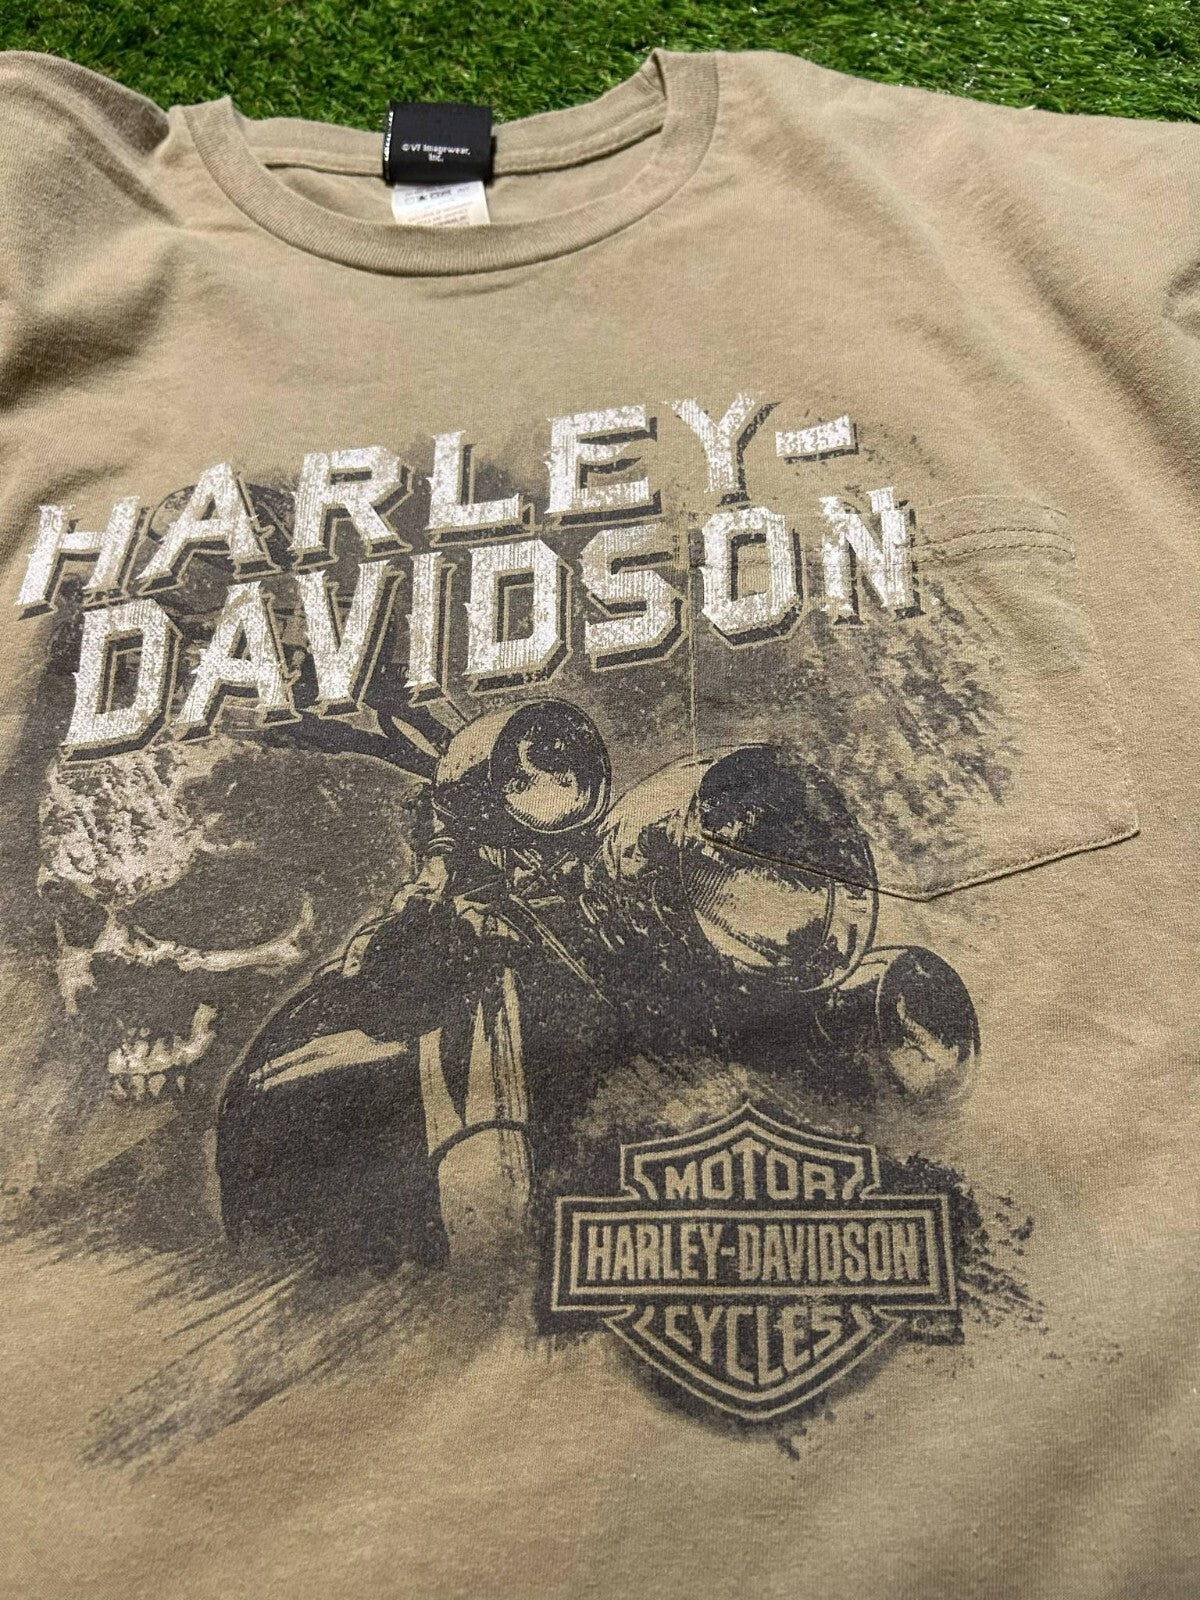 © VF Imagewear,
Inc.
HARLEY-
DAVIDSON
MOTOR
HARLEY-DAVIDSON
CYCLES